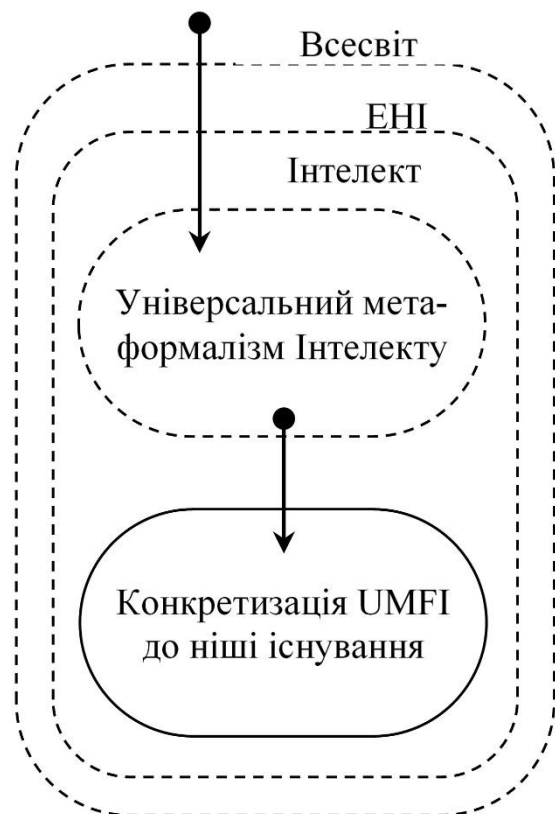 Всесвіт
ЕНІ
Інтелект
Універсальний мета-
формалізм Інтелекту
Конкретизація UMFI
до ніші існування